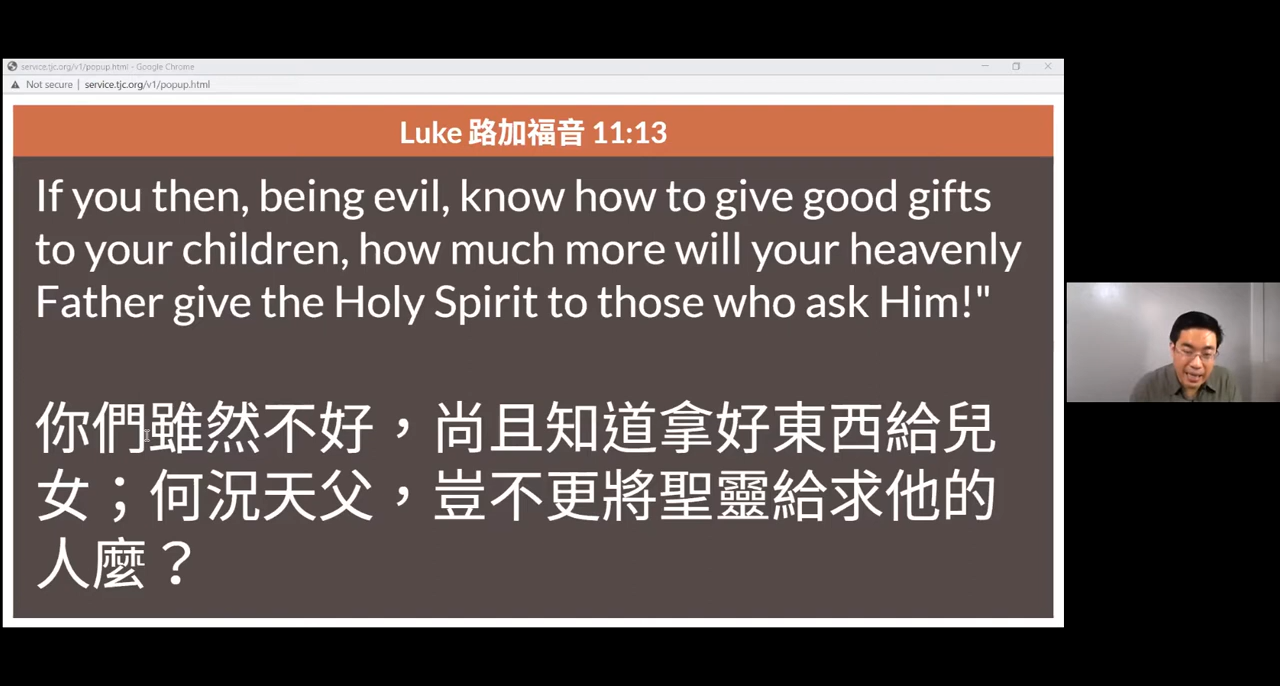 service.tjc.org/v1/popup.html - Google Chrome
Not secure | service.tjc.org/v1/popup.html
Luke 路加福音 11:13
If you then, being evil, know how to give good gifts
to your children, how much more will your heavenly
Father give the Holy Spirit to those who ask Him!"
你們雖然不好，尚且知道拿好東西給兒
女；何況天父，豈不更將聖靈給求他的
人麼？